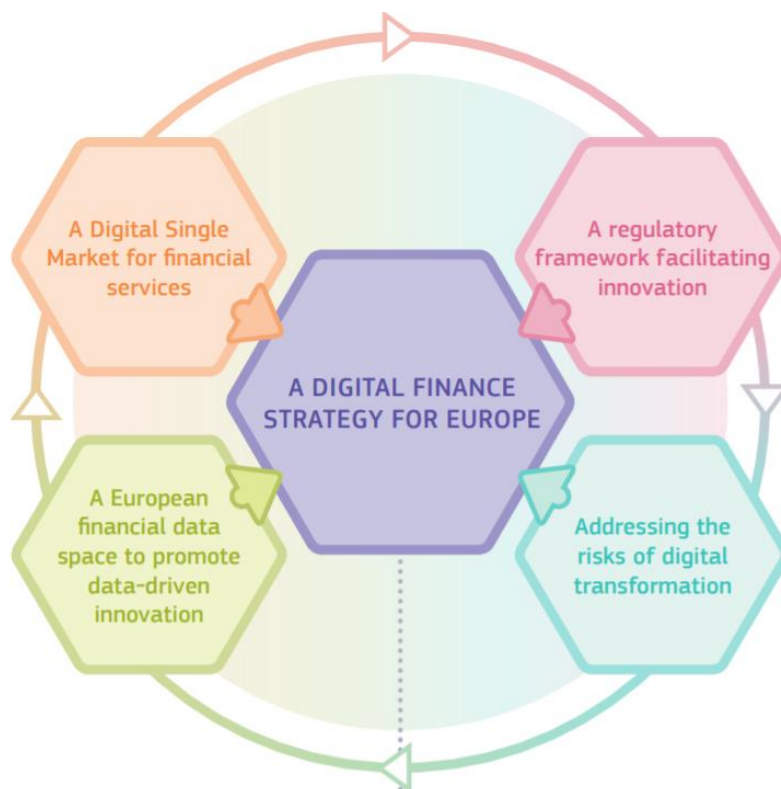 A Digital Single
Market for financial
services
A regulatory
framework facilitating
innovation
A DIGITAL FINANCE
STRATEGY FOR EUROPE
A European
financial data
space to promote
data-driven
innovation
Addressing the
risks of digital
transformation